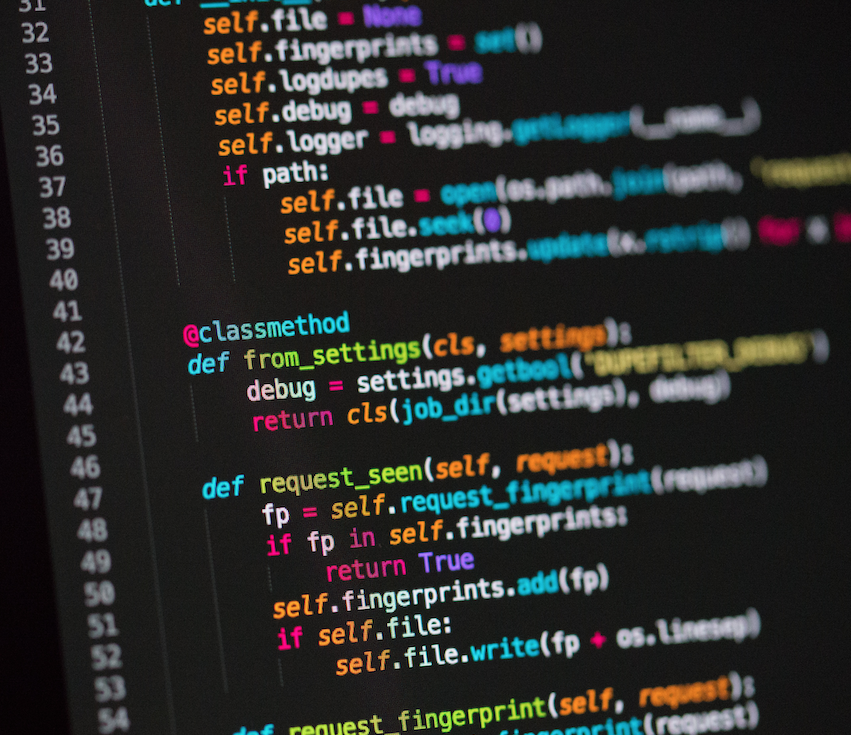 31 def __init__(
32 self.file = None
33 self.fingerprints = set()
34 self.logdupes = True
35 self.debug = debug
36 self.logger = logging.getLogger(__name__)
37 if path:
38 self.file = open(os.path.join(path, 'request
39 self.file.seek(0)
40 self.fingerprints.update(x.rstrip() for x in
41
42 @classmethod
43 def from_settings(cls, settings):
44 debug = settings.getbool("DUPEFILTER_DEBUG")
45 return cls(job_dir(settings), debug)
46
47 def request_seen(self, request):
48 fp = self.request_fingerprint(request)
49 if fp in self.fingerprints:
50 return True
51 self.fingerprints.add(fp)
52 if self.file:
53 self.file.write(fp + os.linesep)
54
def request_fingerprint(self, request):
fingerprint(request)